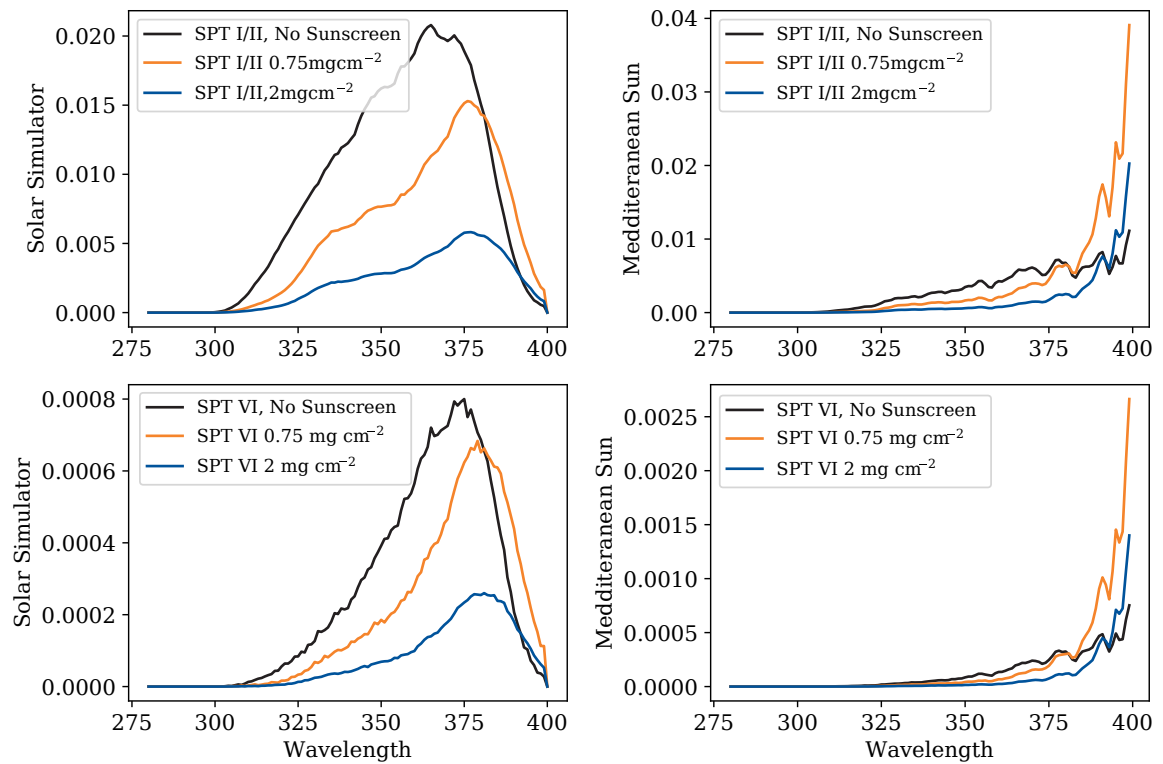 Solar Simulator
0.020
0.015
0.010
0.005
0.000
SPT I/II, No Sunscreen
SPT I/II 0.75mgcm⁻²
SPT I/II,2mgcm⁻²
275 300 325 350 375 400
Medditeranean Sun
0.04
0.03
0.02
0.01
0.00
SPT I/II, No Sunscreen
SPT I/II 0.75mgcm⁻²
SPT I/II 2mgcm⁻²
275 300 325 350 375 400
Solar Simulator
0.0008
0.0006
0.0004
0.0002
0.0000
SPT VI, No Sunscreen
SPT VI 0.75 mg cm⁻²
SPT VI 2 mg cm⁻²
275 300 325 350 375 400
Wavelength
Medditeranean Sun
0.0025
0.0020
0.0015
0.0010
0.0005
0.0000
SPT VI, No Sunscreen
SPT VI 0.75 mg cm⁻²
SPT VI 2 mg cm⁻²
275 300 325 350 375 400
Wavelength